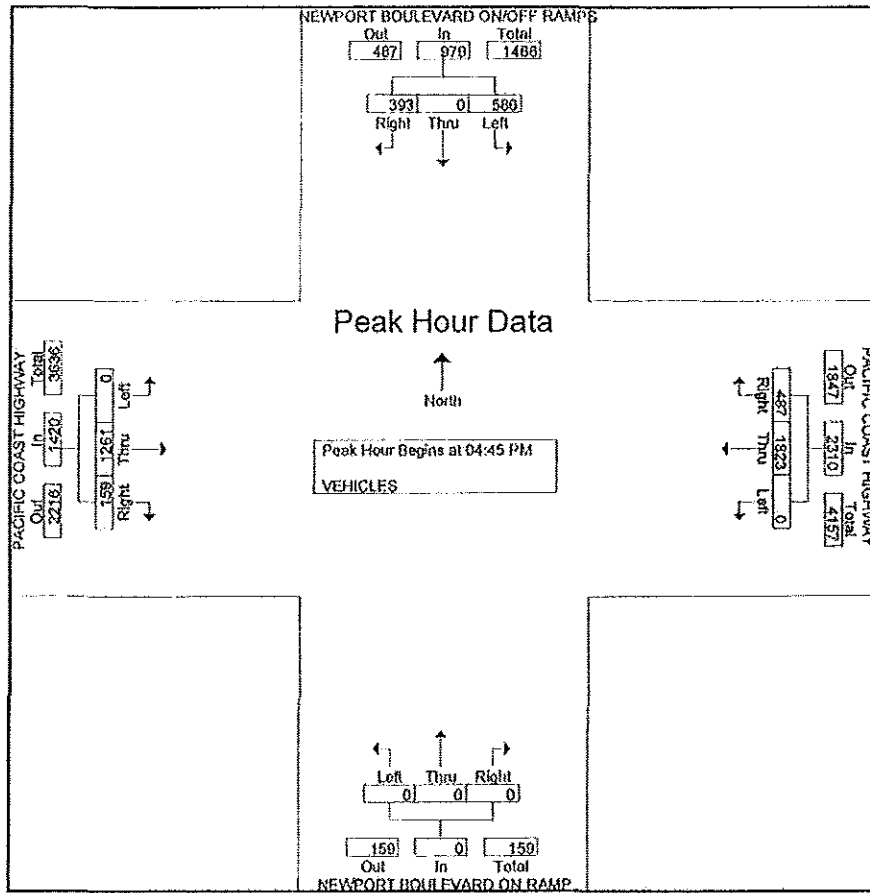 NEWPORT BOULEVARD ON/OFF RAMPS
Out In Total
487 979 1466
393 0 586
Right Thru Left
Peak Hour Data
North
Peak Hour Begins at 04:45 PM
VEHICLES
PACIFIC COAST HIGHWAY
Out In Total
2216 1420 3636
159 1261 0
Right Thru Left
PACIFIC COAST HIGHWAY
Out In Total
1847 2310 4157
487 1823 0
Right Thru Left
Left Thru Right
0 0 0
159 0 159
Out In Total
NEWPORT BOULEVARD ON RAMP